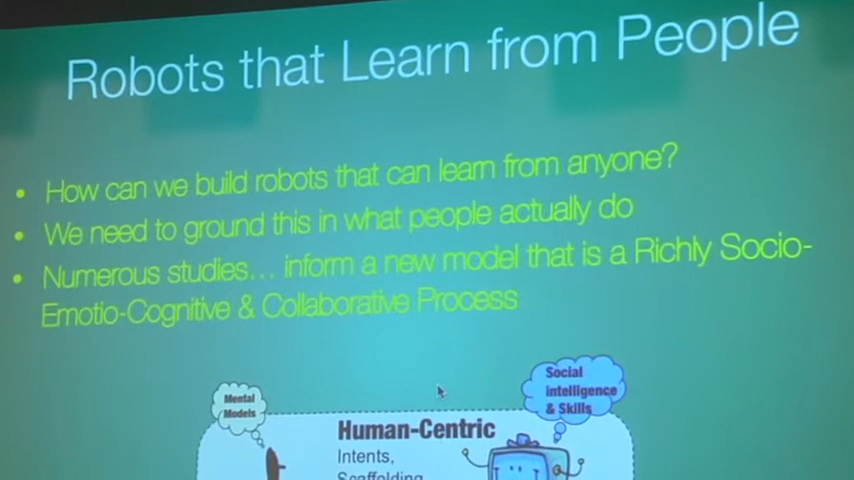 Robots that Learn from People
• How can we build robots that can learn from anyone?
• We need to ground this in what people actually do
• Numerous studies... inform a new model that is a Richly Socio-
Emotio-Cognitive & Collaborative Process
Mental
Models
Social
intelligence
& Skills
Human-Centric
Intents,
Scaffolding